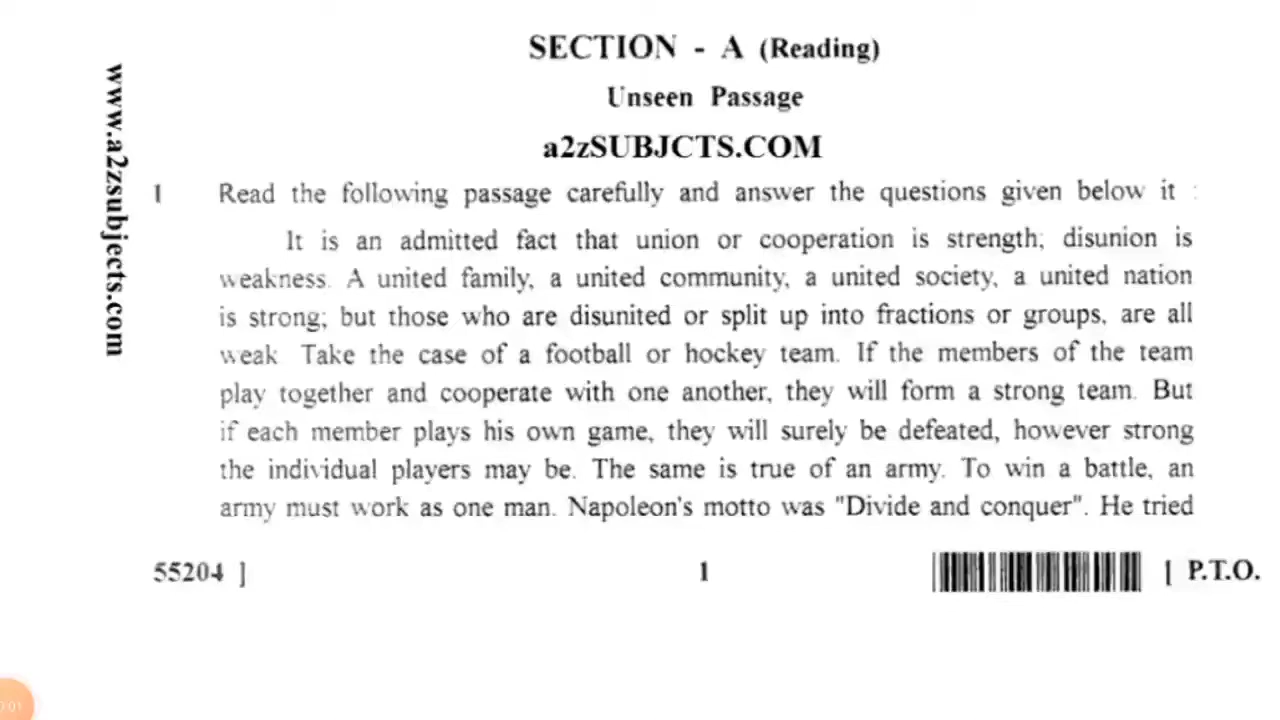 SECTION - A (Reading)
Unseen Passage
a2zSUBJCTS.COM
www.a2zsubjects.com
1 Read the following passage carefully and answer the questions given below it :
It is an admitted fact that union or cooperation is strength; disunion is
weakness. A united family, a united community, a united society, a united nation
is strong; but those who are disunited or split up into fractions or groups, are all
weak. Take the case of a football or hockey team. If the members of the team
play together and cooperate with one another, they will form a strong team. But
if each member plays his own game, they will surely be defeated, however strong
the individual players may be. The same is true of an army. To win a battle, an
army must work as one man. Napoleon's motto was "Divide and conquer". He tried
55204 ] 1 [ P.T.O.